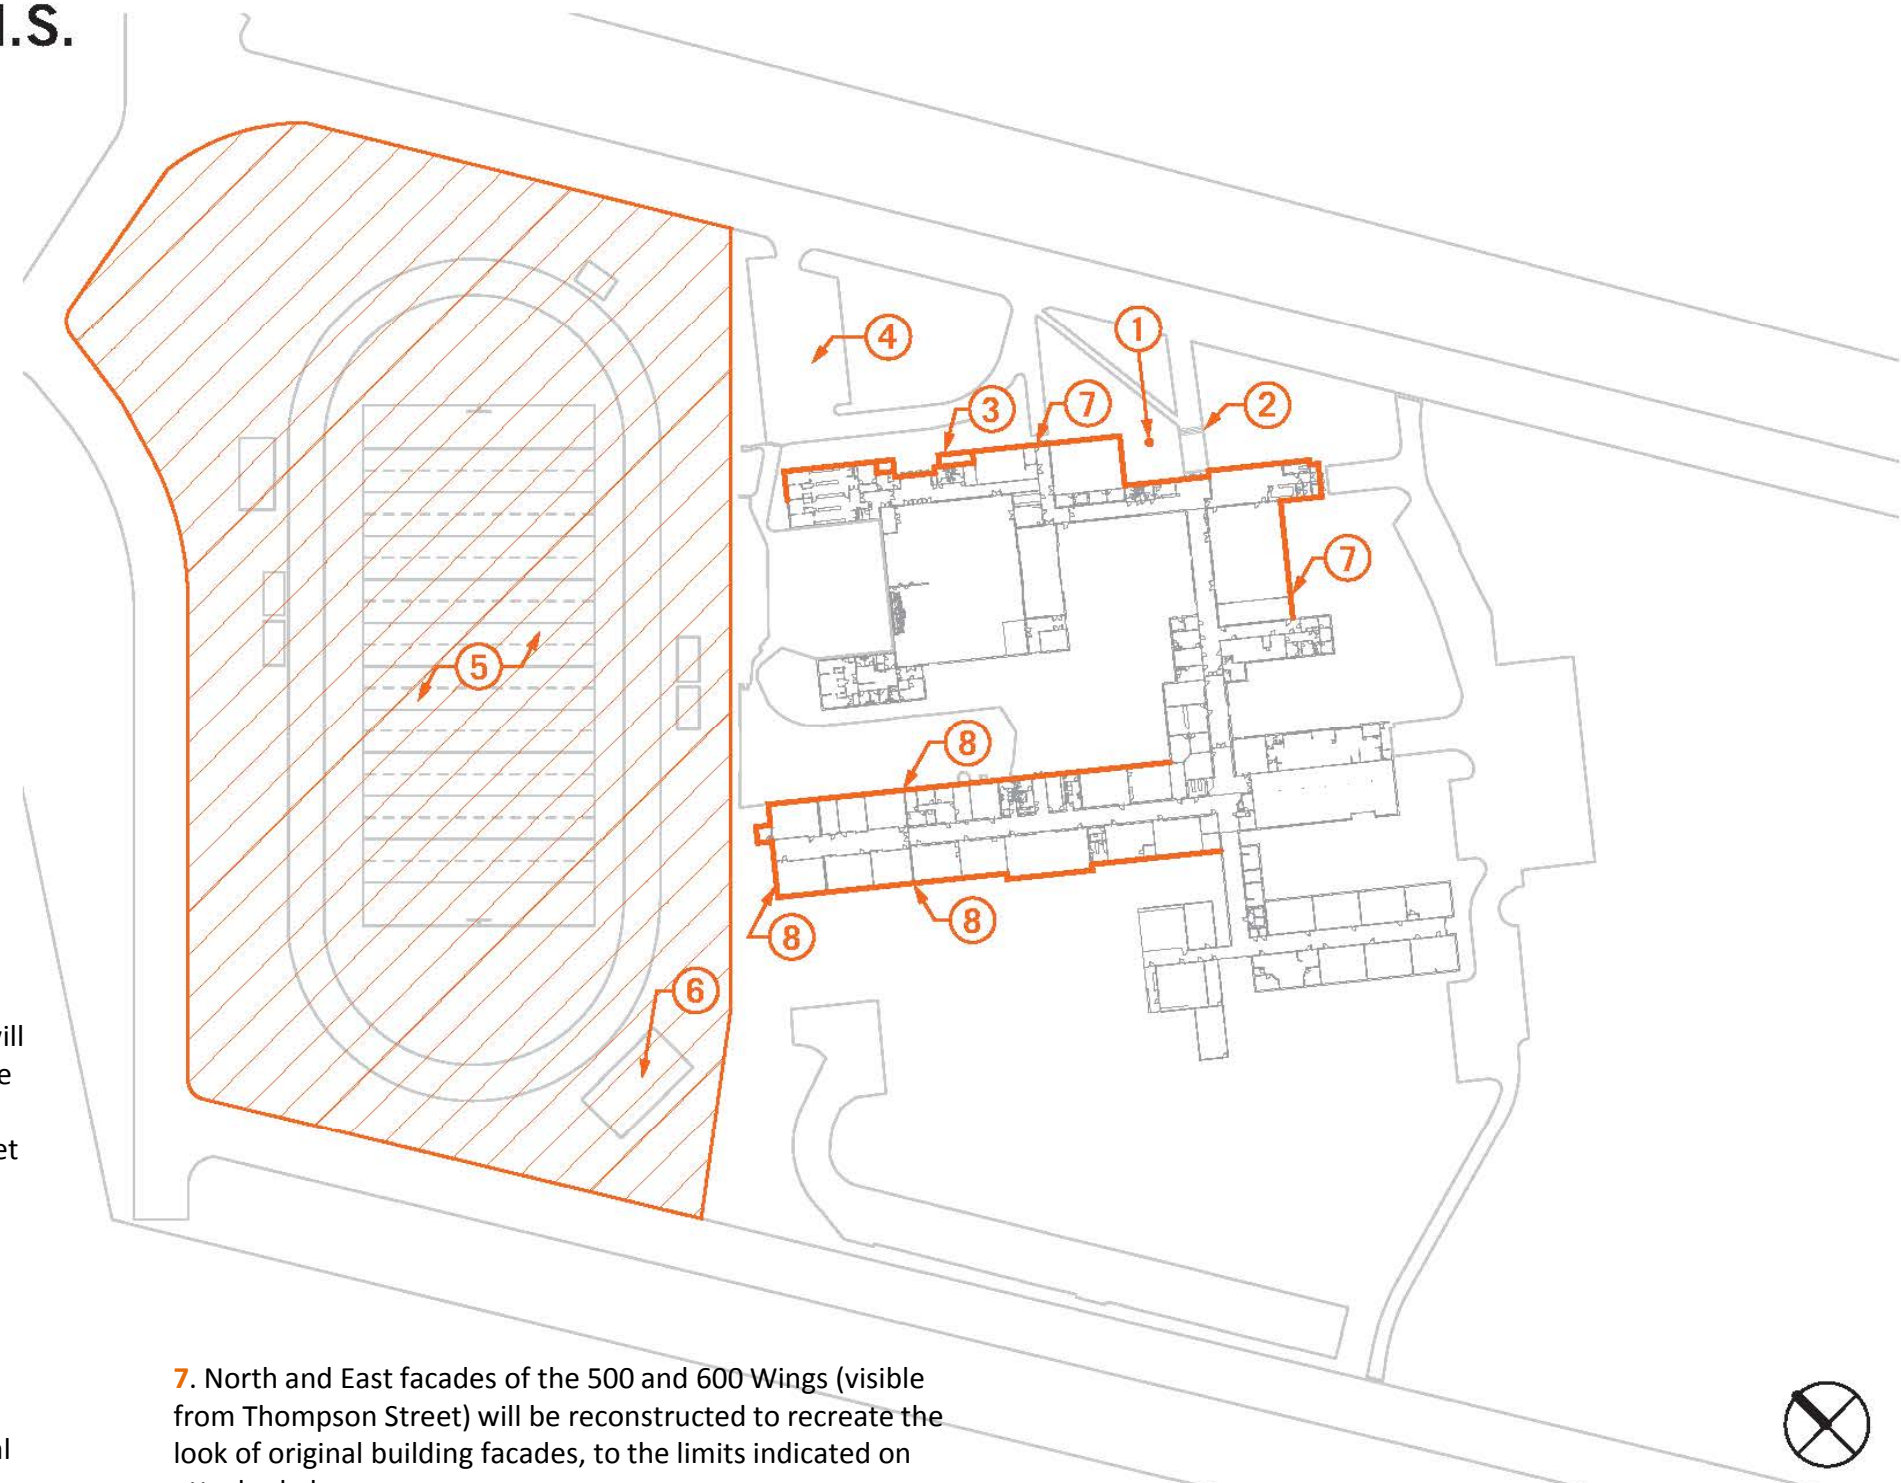 .S.
4
1
3
7
2
7
5
8
8
8
6
will
e
et
7. North and East facades of the 500 and 600 Wings (visible
from Thompson Street) will be reconstructed to recreate the
look of original building facades, to the limits indicated on
al